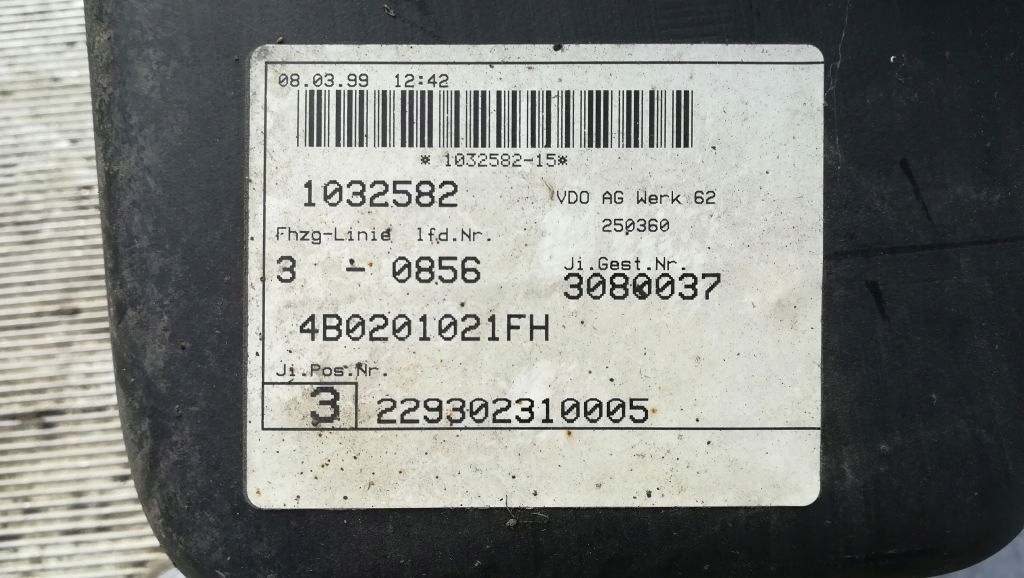 08.03.99 12:42
* 1032582-15*
1032582
VDO AG Werk 62
250360
Fhzg-Linie lfd.Nr.
3 - 0856
Ji.Gest.Nr.
3080037
4B0201021FH
Ji.Pos.Nr.
3 229302310005